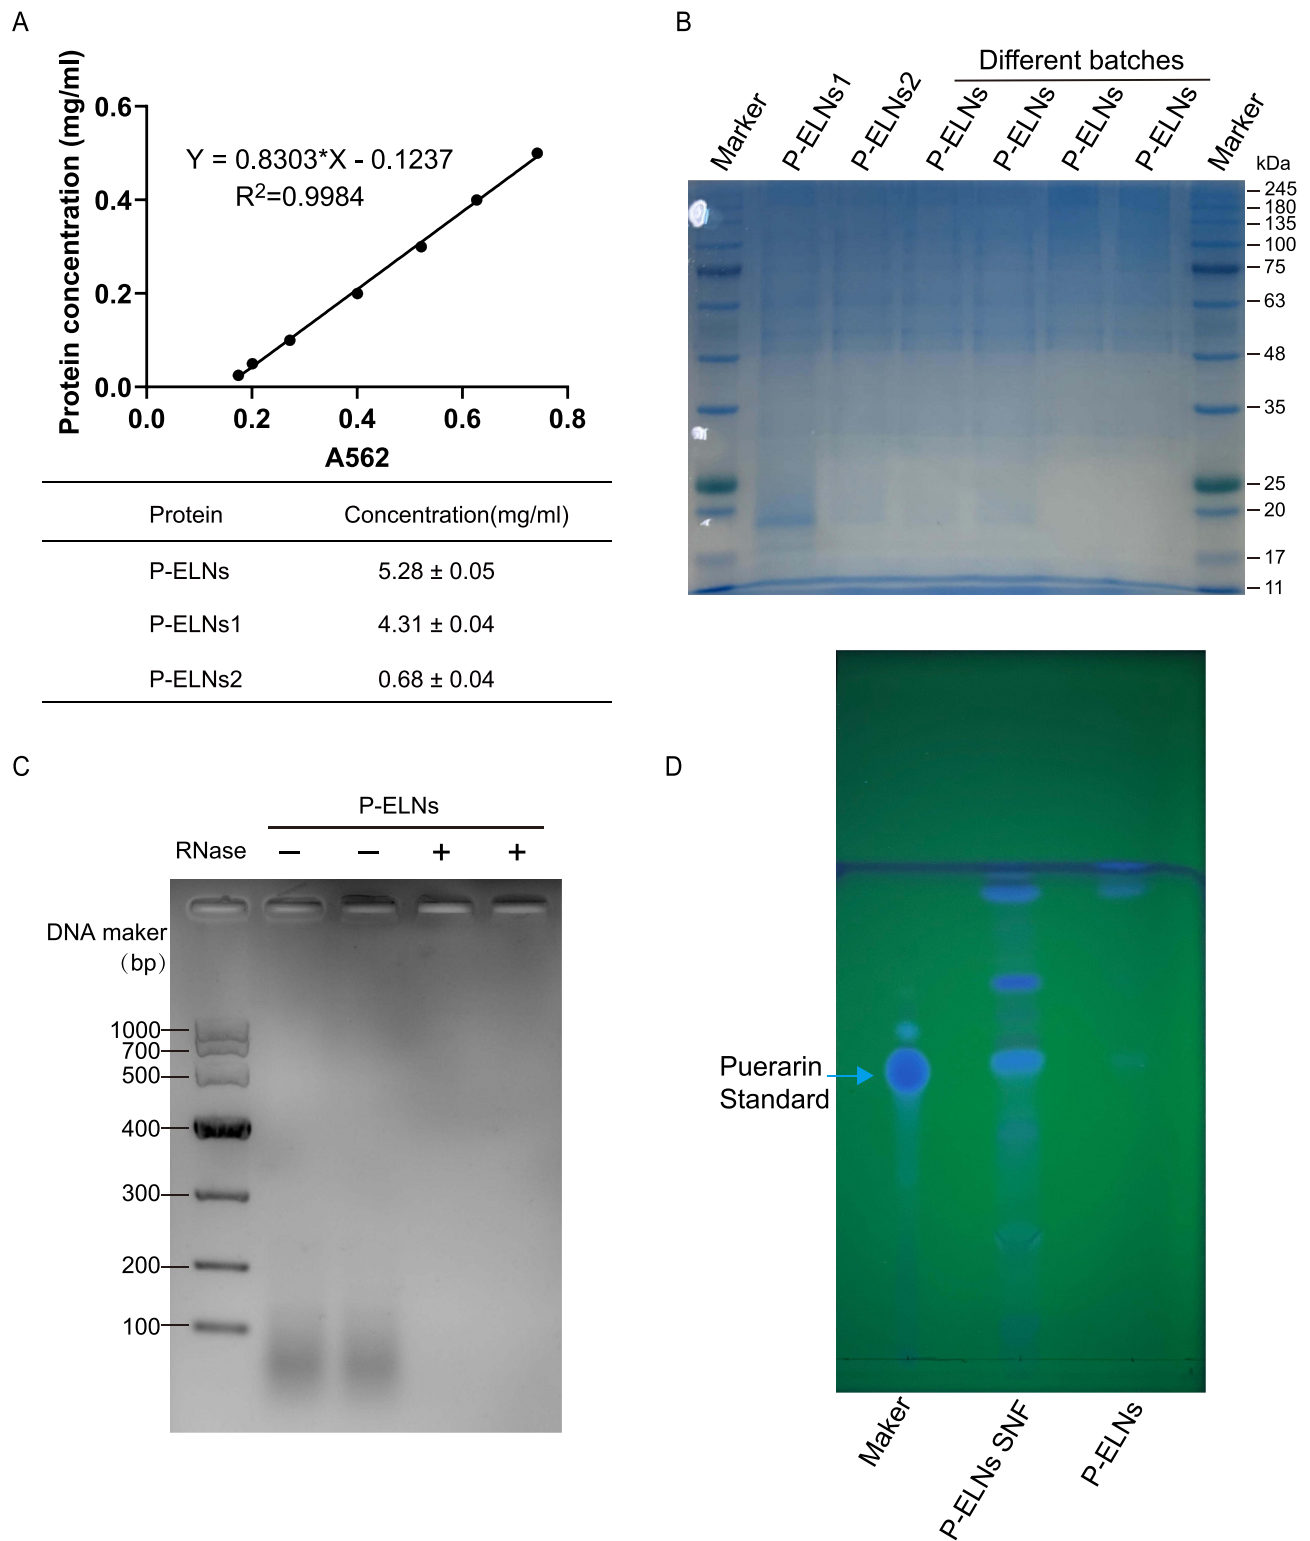 A
Protein concentration (mg/ml)
0.6
0.4
0.2
0.0
Y = 0.8303*X - 0.1237
R2=0.9984
0.0 0.2 0.4 0.6 0.8
A562
Protein Concentration(mg/ml)
P-ELNs 5.28 ± 0.05
P-ELNs1 4.31 ± 0.04
P-ELNs2 0.68 ± 0.04
B
Different batches
Marker P-ELNs1 P-ELNs2 P-ELNs P-ELNs P-ELNs P-ELNs Marker
kDa
245
180
135
100
75
63
48
35
25
20
17
11
C
P-ELNs
RNase – – + +
DNA maker
(bp)
1000
700
500
400
300
200
100
D
Puerarin
Standard
Maker P-ELNs SNF P-ELNs